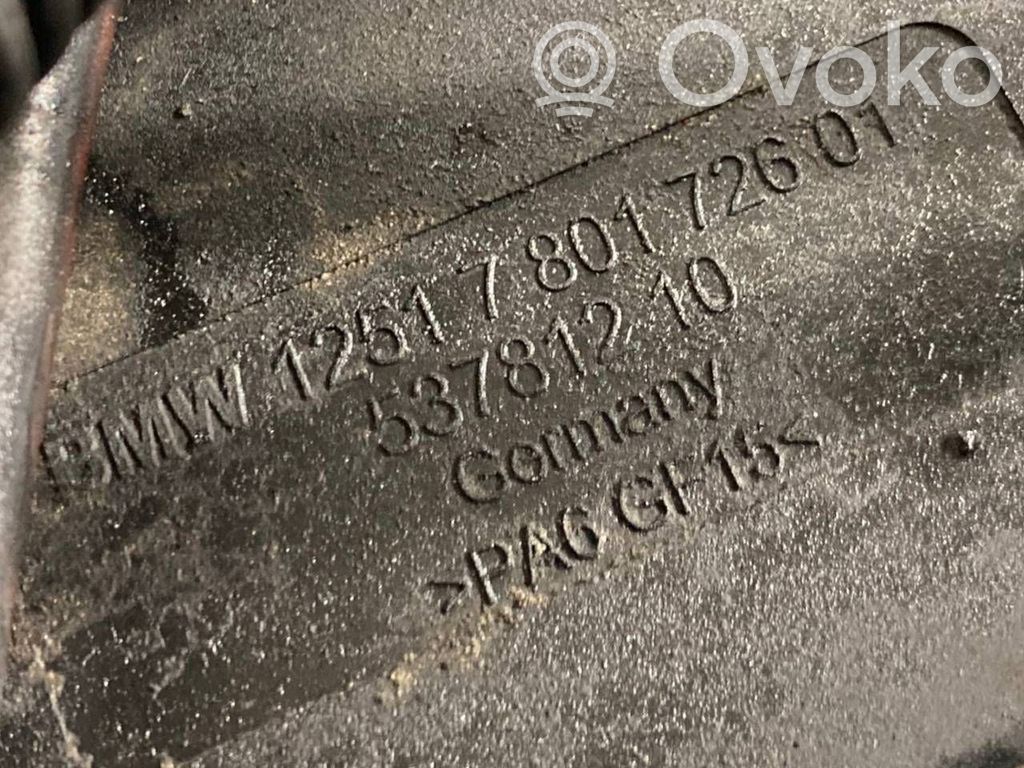 Ovoko
BMW 1251 7 801 726 01
537812 10
Germany
>PA6 GF15<